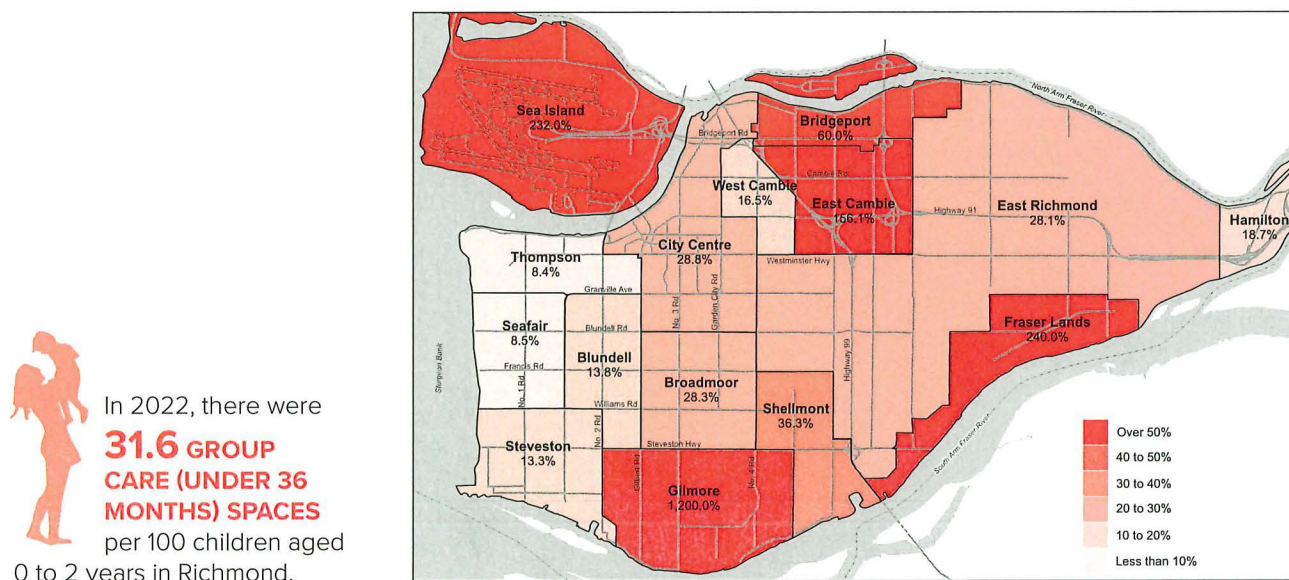 In 2022, there were
31.6 GROUP
CARE (UNDER 36
MONTHS) SPACES
per 100 children aged
0 to 2 years in Richmond.
Sea Island
232.0%
Bridgeport
60.0%
North Arm Fraser River
Bridgeport Rd
Cambie Rd
West Cambie
16.5%
East Cambie
156.1%
Highway 91
East Richmond
28.1%
Hamilton
18.7%
Thompson
8.4%
City Centre
28.8%
Westminster Hwy
Granville Ave
No. 3 Rd
Garden City Rd
Seafair
8.5%
Blundell Rd
Fraser Lands
240.0%
Sturgeon Bank
Francis Rd
Blundell
13.8%
Highway 99
No. 1 Rd
Broadmoor
28.3%
Williams Rd
Shellmont
36.3%
Steveston
13.3%
No. 2 Rd
Steveston Hwy
Gilbert Rd
No. 4 Rd
Gilmore
1,200.0%
South Arm Fraser River
Over 50%
40 to 50%
30 to 40%
20 to 30%
10 to 20%
Less than 10%